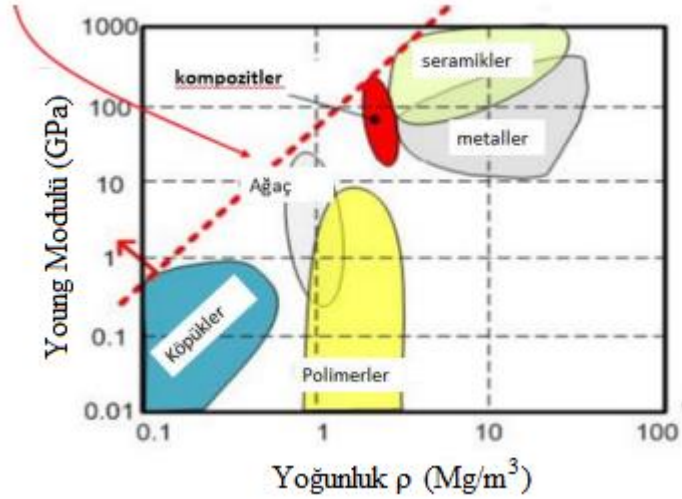 1000
100
10
1
0.1
0.01
Young Modulü (GPa)
kompozitler
seramikler
metaller
Ağaç
Köpükler
Polimerler
0.1
1
10
100
Yoğunluk ρ (Mg/m³)